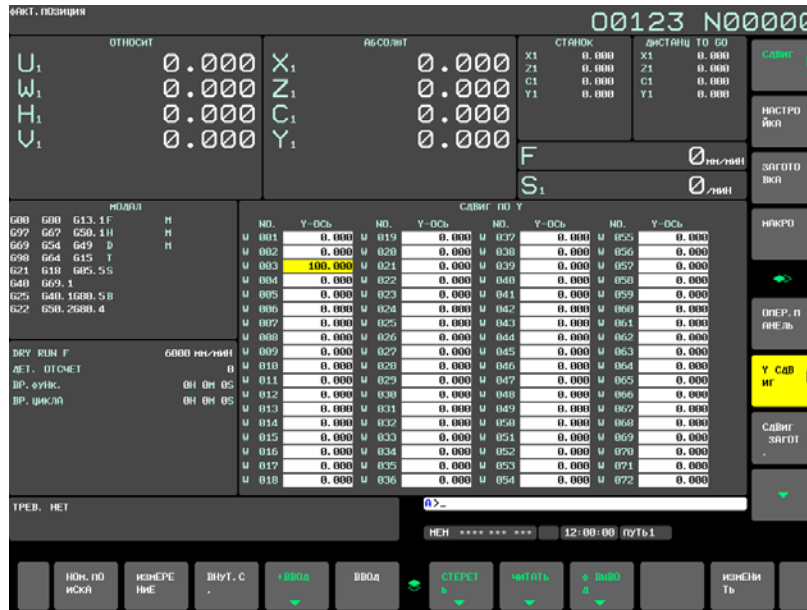 ФАКТ. ПОЗИЦИЯ
O0123 N00000
ОТНОСИТ
U1 0.000
W1 0.000
H1 0.000
V1 0.000
АБСОЛЮТ
X1 0.000
Z1 0.000
C1 0.000
Y1 0.000
СТАНОК
X1 0.000
Z1 0.000
C1 0.000
Y1 0.000
ДИСТАНЦ TO GO
X1 0.000
Z1 0.000
C1 0.000
Y1 0.000
F 0 ММ/МИН
S1 0 /МИН
МОДАЛ
G00 G80 G13.1 F M
G97 G67 G50.1 H M
G69 G54 G49 D M
G98 G64 G15 T
G21 G18 G05.5 S
G40 G69.1
G25 G40.1 G80.5 B
G22 G50.2 G80.4
DRY RUN F 6000 ММ/МИН
ДЕТ. ОТСЧЕТ 0
ВР.ФУНК. 0H 0M 0S
ВР.ЦИКЛА 0H 0M 0S
СДВИГ ПО Y
NO. Y-ОСЬ NO. Y-ОСЬ NO. Y-ОСЬ NO. Y-ОСЬ
W 001 0.000 W 019 0.000 W 037 0.000 W 055 0.000
W 002 0.000 W 020 0.000 W 038 0.000 W 056 0.000
W 003 100.000 W 021 0.000 W 039 0.000 W 057 0.000
W 004 0.000 W 022 0.000 W 040 0.000 W 058 0.000
W 005 0.000 W 023 0.000 W 041 0.000 W 059 0.000
W 006 0.000 W 024 0.000 W 042 0.000 W 060 0.000
W 007 0.000 W 025 0.000 W 043 0.000 W 061 0.000
W 008 0.000 W 026 0.000 W 044 0.000 W 062 0.000
W 009 0.000 W 027 0.000 W 045 0.000 W 063 0.000
W 010 0.000 W 028 0.000 W 046 0.000 W 064 0.000
W 011 0.000 W 029 0.000 W 047 0.000 W 065 0.000
W 012 0.000 W 030 0.000 W 048 0.000 W 066 0.000
W 013 0.000 W 031 0.000 W 049 0.000 W 067 0.000
W 014 0.000 W 032 0.000 W 050 0.000 W 068 0.000
W 015 0.000 W 033 0.000 W 051 0.000 W 069 0.000
W 016 0.000 W 034 0.000 W 052 0.000 W 070 0.000
W 017 0.000 W 035 0.000 W 053 0.000 W 071 0.000
W 018 0.000 W 036 0.000 W 054 0.000 W 072 0.000
ТРЕВ. НЕТ
A>_
MEM **** *** *** 12:00:00 ПУТЬ1
СДВИГ
НАСТРО
ЙКА
ЗАГОТО
ВКА
МАКРО
ОПЕР.П
АНЕЛЬ
Y СДВ
ИГ
СДВИГ
ЗАГОТ
.
НОМ.ПО
ИСКА
ИЗМЕРЕ
НИЕ
ВНУТ.С
.
+ВВОД
ВВОД
СТЕРЕТ
Ь
ЧИТАТЬ
Ф ВЫВО
Д
ИЗМЕНИ
ТЬ